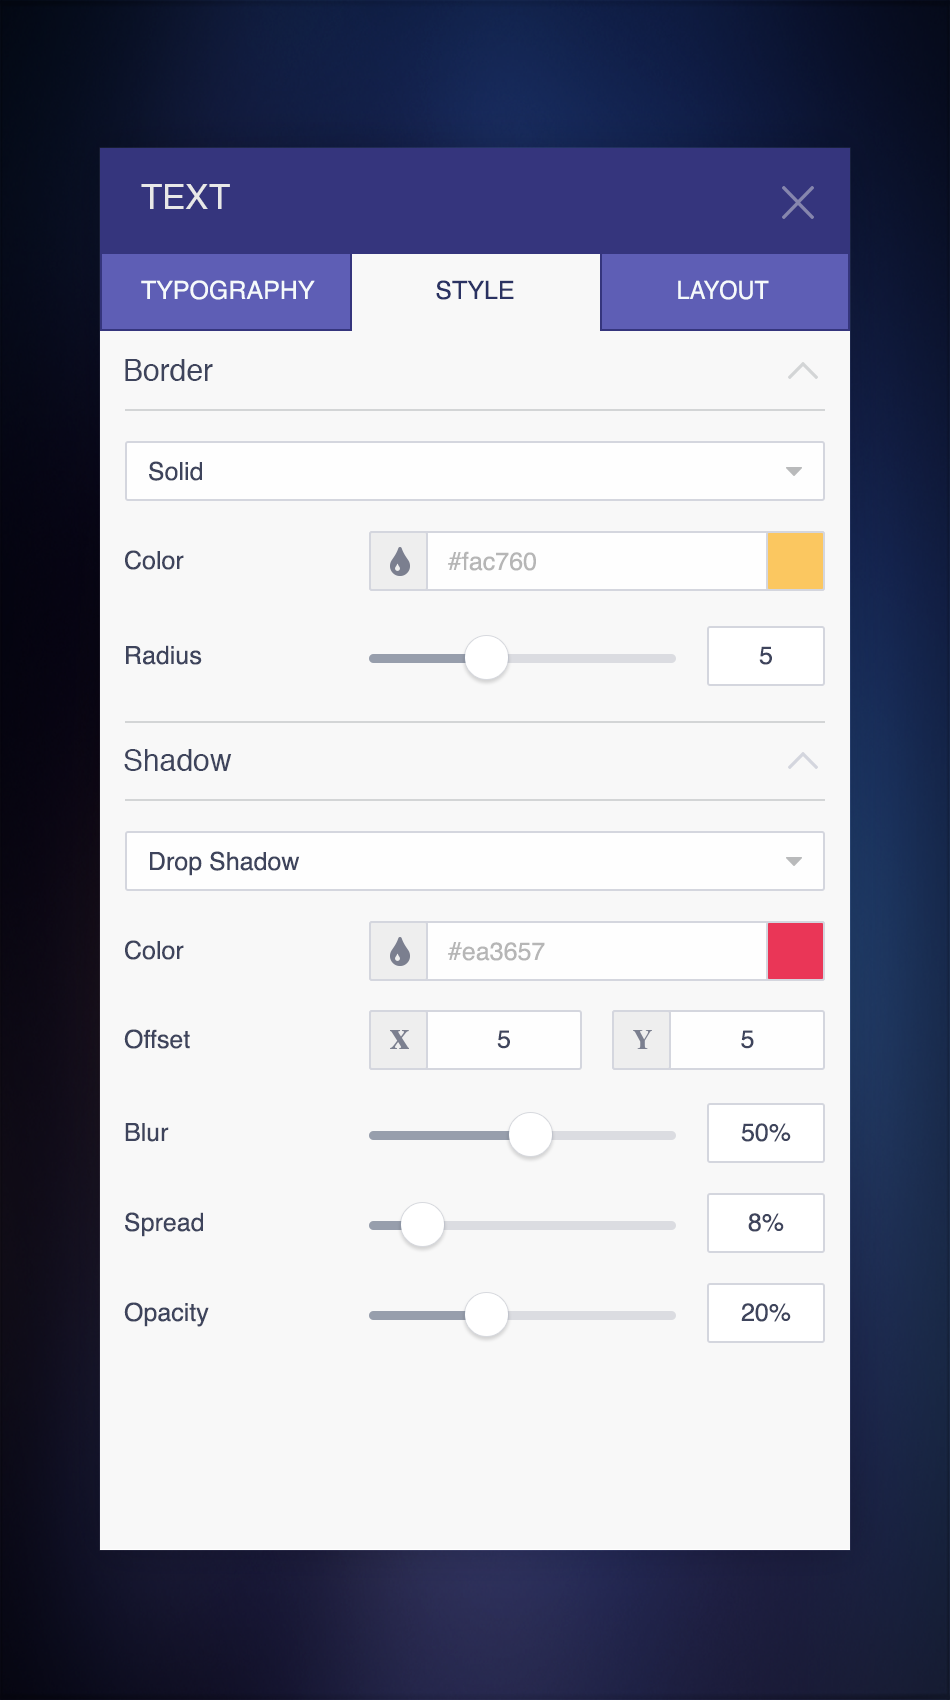 TEXT
TYPOGRAPHY STYLE LAYOUT
Border
Solid
Color #fac760
Radius 5
Shadow
Drop Shadow
Color #ea3657
Offset X 5 Y 5
Blur 50%
Spread 8%
Opacity 20%